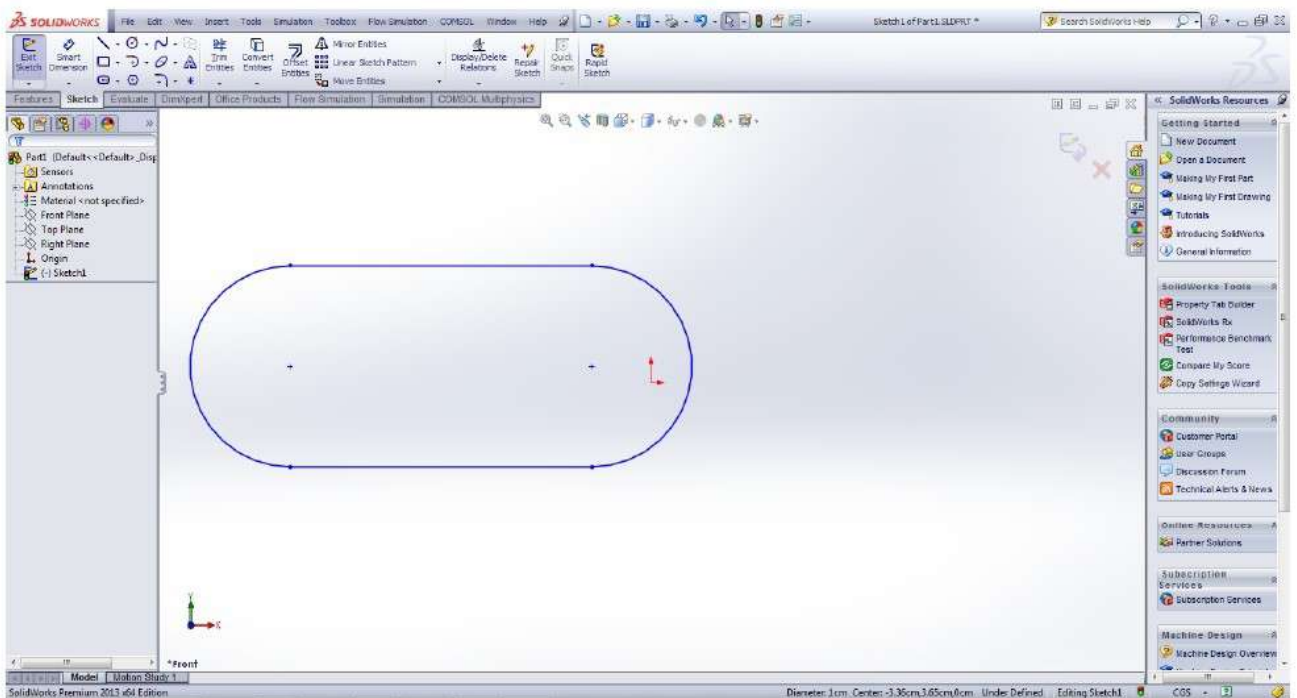 SOLIDWORKS File Edit View Insert Tools Simulation Toolbox Flow Simulation COMSOL Window Help Sketch1 of Part1.SLDPRT * Search SolidWorks Help
Exit Sketch
Smart Dimension
Trim Entities
Convert Entities
Offset Entities
Mirror Entities
Linear Sketch Pattern
Move Entities
Display/Delete Relations
Repair Sketch
Quick Snaps
Rapid Sketch
Features Sketch Evaluate DimXpert Office Products Flow Simulation Simulation COMSOL Multiphysics
Part1 (Default<<Default>_Disp
Sensors
Annotations
Material <not specified>
Front Plane
Top Plane
Right Plane
Origin
(-) Sketch1
Y
X
*Front
SolidWorks Resources
Getting Started
New Document
Open a Document
Making My First Part
Making My First Drawing
Tutorials
Introducing SolidWorks
General Information
SolidWorks Tools
Property Tab Builder
SolidWorks Rx
Performance Benchmark
Test
Compare My Score
Copy Settings Wizard
Community
Customer Portal
User Groups
Discussion Forum
Technical Alerts & News
Online Resources
Partner Solutions
Subscription
Services
Subscription Services
Machine Design
Machine Design Overview
Model Motion Study 1
SolidWorks Premium 2013 x64 Edition Diameter: 1cm Center: -3.36cm,3.65cm,0cm Under Defined Editing Sketch1 CGS